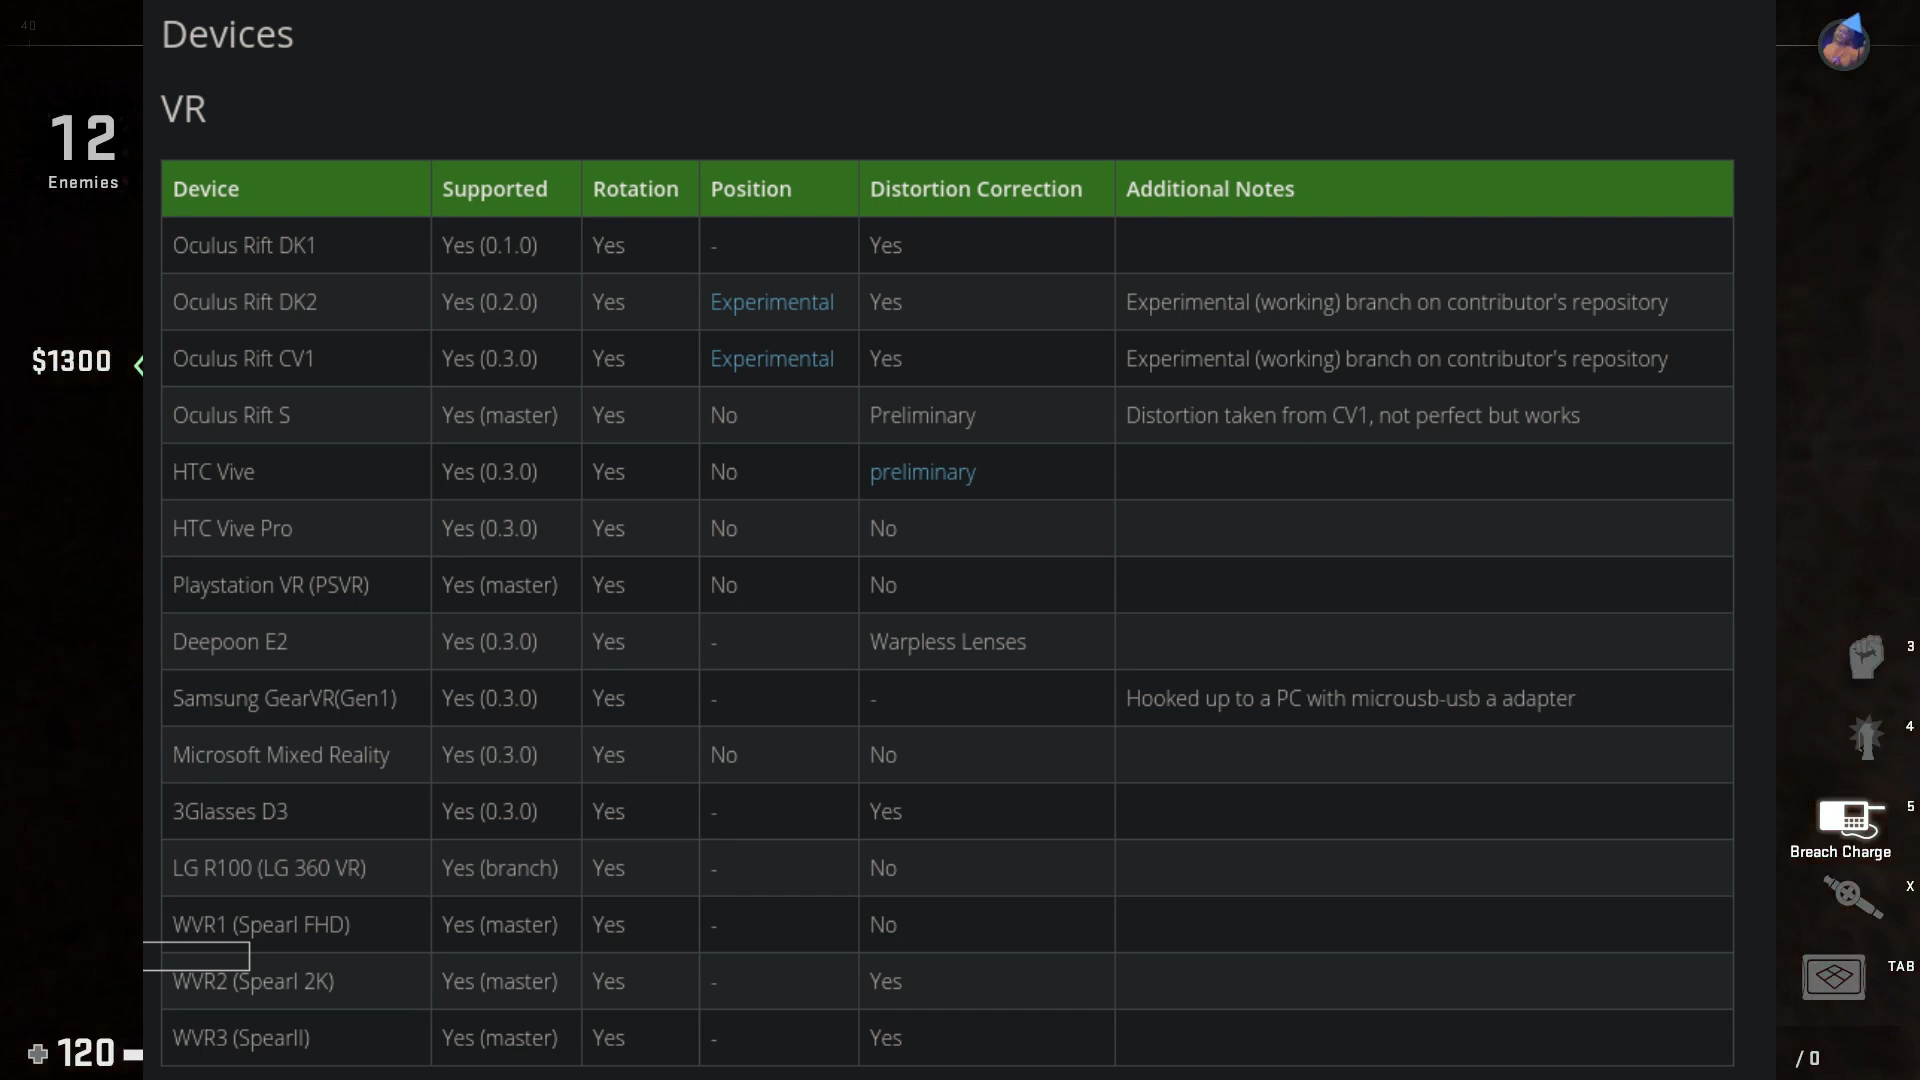 40
Devices
VR
12
Enemies
$1300
Device Supported Rotation Position Distortion Correction Additional Notes
Oculus Rift DK1 Yes (0.1.0) Yes - Yes
Oculus Rift DK2 Yes (0.2.0) Yes Experimental Yes Experimental (working) branch on contributor's repository
Oculus Rift CV1 Yes (0.3.0) Yes Experimental Yes Experimental (working) branch on contributor's repository
Oculus Rift S Yes (master) Yes No Preliminary Distortion taken from CV1, not perfect but works
HTC Vive Yes (0.3.0) Yes No preliminary
HTC Vive Pro Yes (0.3.0) Yes No No
Playstation VR (PSVR) Yes (master) Yes No No
Deepoon E2 Yes (0.3.0) Yes - Warpless Lenses
Samsung GearVR(Gen1) Yes (0.3.0) Yes - - Hooked up to a PC with microusb-usb a adapter
Microsoft Mixed Reality Yes (0.3.0) Yes No No
3Glasses D3 Yes (0.3.0) Yes - Yes
LG R100 (LG 360 VR) Yes (branch) Yes - No
WVR1 (Spearl FHD) Yes (master) Yes - No
WVR2 (Spearl 2K) Yes (master) Yes - Yes
WVR3 (SpearII) Yes (master) Yes - Yes
3
4
5
Breach Charge
X
TAB
120
/ 0